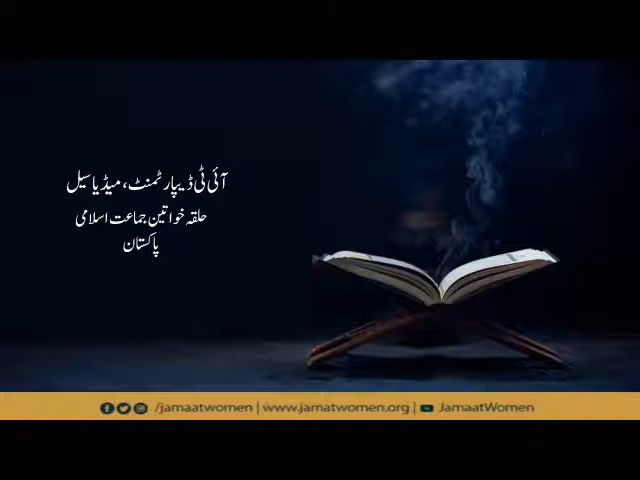 آئی ٹی ڈیپارٹمنٹ، میڈیا سیل
حلقہ خواتین جماعت اسلامی
پاکستان
/jamaatwomen | www.jamatwomen.org | JamaatWomen